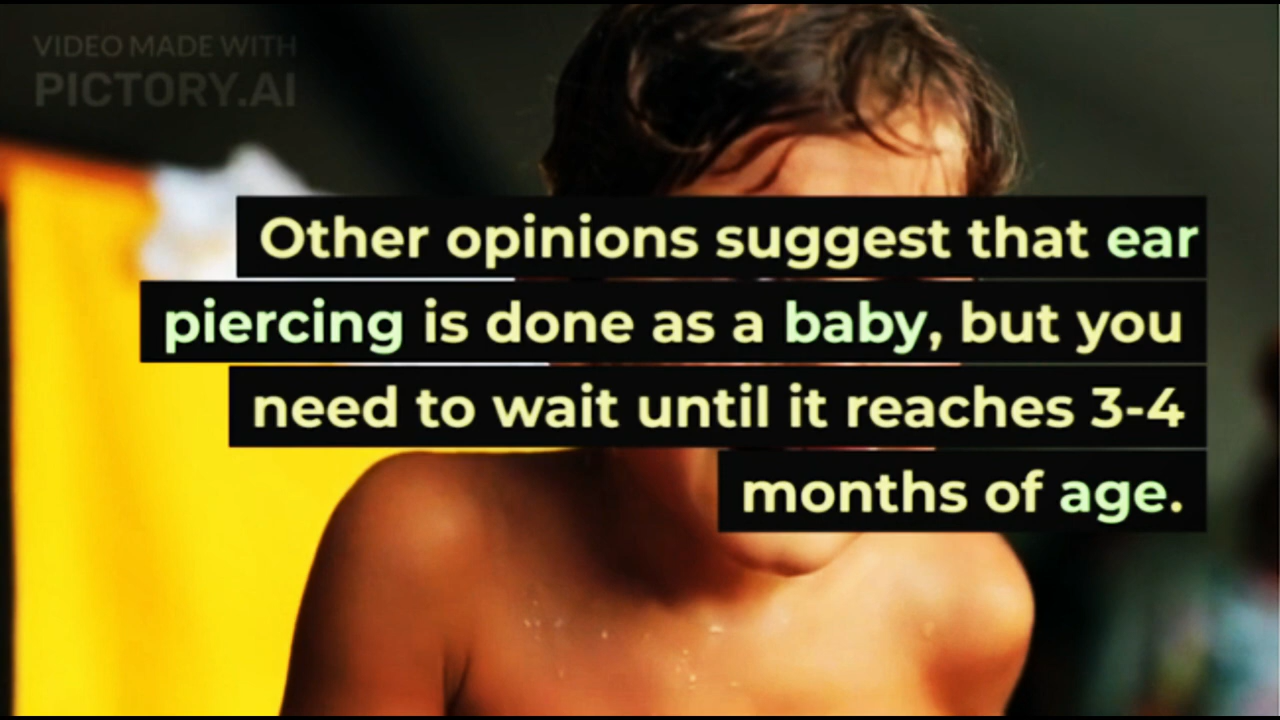 VIDEO MADE WITH
PICTORY.AI
Other opinions suggest that ear
piercing is done as a baby, but you
need to wait until it reaches 3-4
months of age.